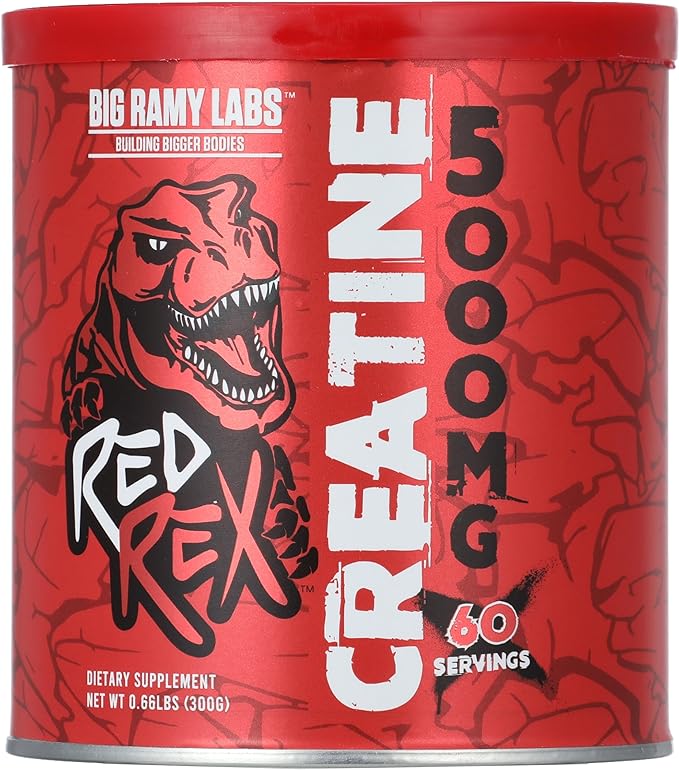 BIG RAMY LABS™
BUILDING BIGGER BODIES
RED
REX™
CREATINE
5000MG
60
SERVINGS
DIETARY SUPPLEMENT
NET WT 0.66LBS (300G)